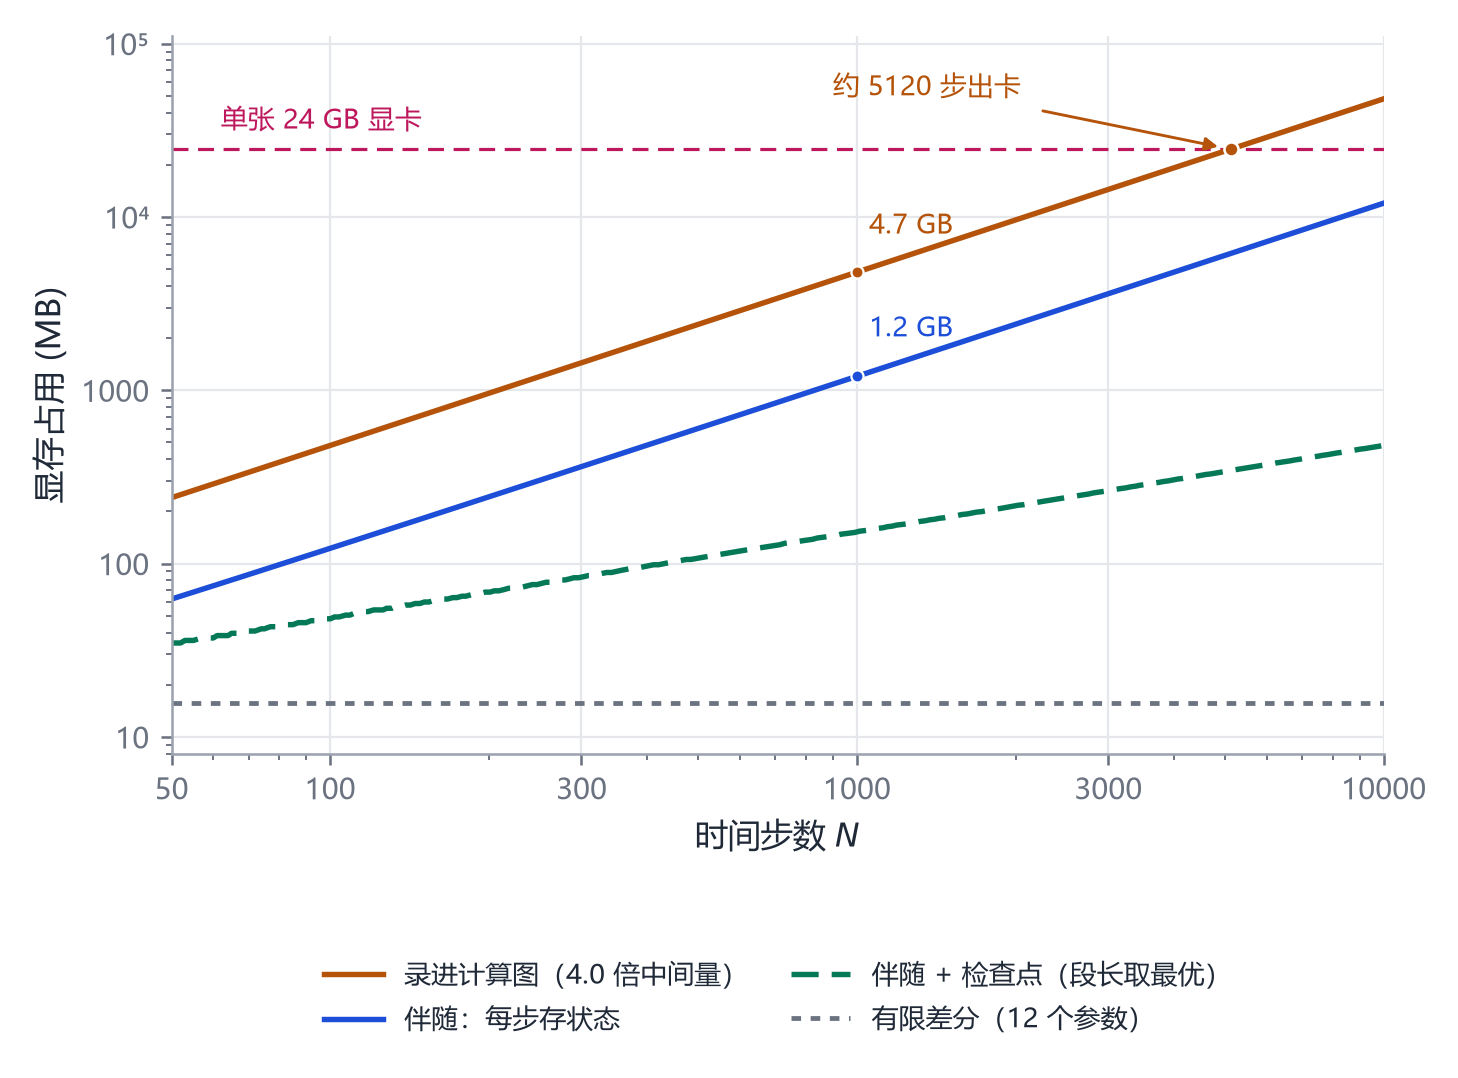 10⁵
约 5120 步出卡
单张 24 GB 显卡
10⁴
4.7 GB
1.2 GB
1000
100
10
显存占用 (MB)
50 100 300 1000 3000 10000
时间步数 N
录进计算图（4.0 倍中间量）
伴随：每步存状态
伴随 + 检查点（段长取最优）
有限差分（12 个参数）